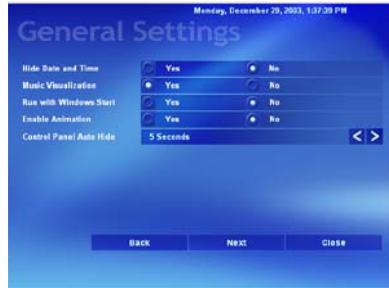 Monday, December 29, 2003, 1:37:39 PM
General Settings
Hide Date and Time Yes No
Music Visualization Yes No
Run with Windows Start Yes No
Enable Animation Yes No
Control Panel Auto Hide 5 Seconds < >
Back Next Close